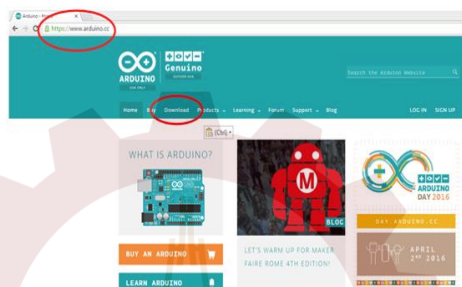 Arduino - Home
https://www.arduino.cc
ARDUINO
Genuino
Search the Arduino Website
Home Buy Download Products Learning Forum Support Blog
LOG IN SIGN UP
(Ctrl)
WHAT IS ARDUINO?
BLOG
ARDUINO
DAY 2016
DAY.ARDUINO.CC
BUY AN ARDUINO
LET'S WARM UP FOR MAKER
FAIRE ROME 4TH EDITION!
APRIL
2ND 2016
LEARN ARDUINO